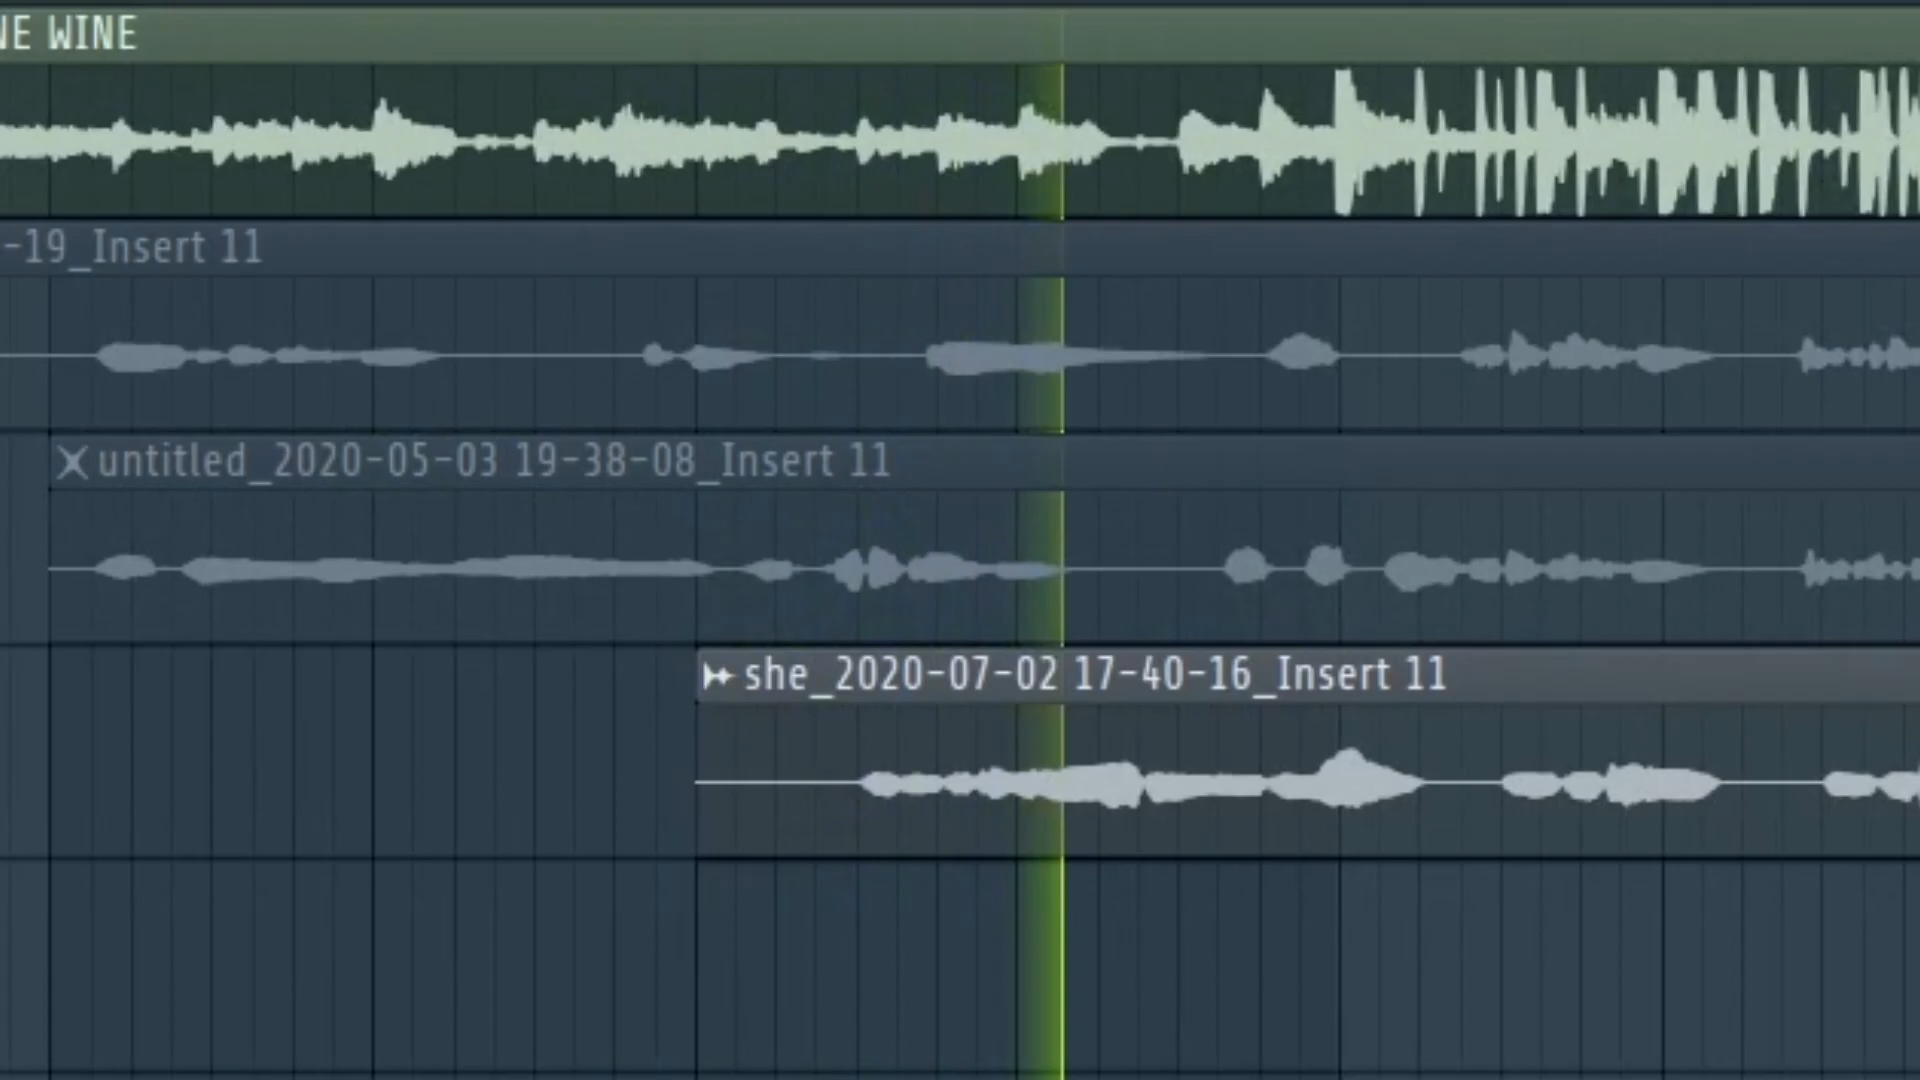 WINE
-19_Insert 11
untitled_2020-05-03 19-38-08_Insert 11
she_2020-07-02 17-40-16_Insert 11